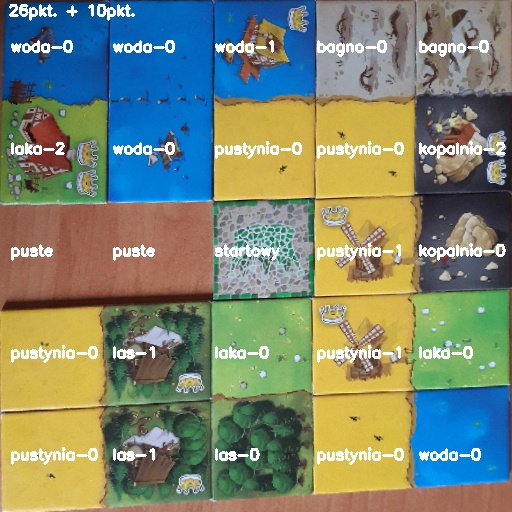 26pkt. + 10pkt.
woda-0 woda-0 woda-1 bagno-0 bagno-0
laka-2 woda-0 pustynia-0 pustynia-0 kopalnia-2
puste puste startowy pustynia-1 kopalnia-0
pustynia-0 las-1 laka-0 pustynia-1 laka-0
pustynia-0 las-1 las-0 pustynia-0 woda-0